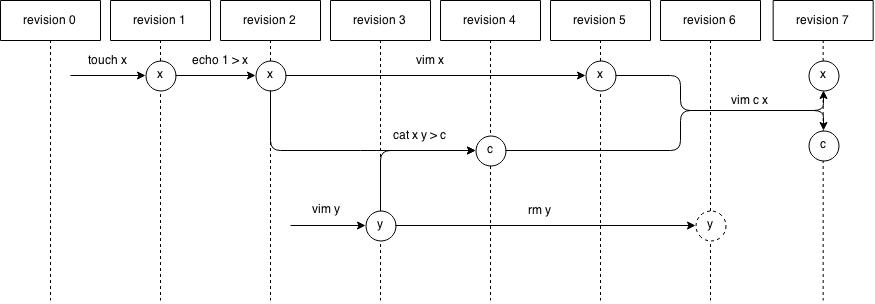 revision 0
revision 1
revision 2
revision 3
revision 4
revision 5
revision 6
revision 7
touch x
x
echo 1 > x
x
vim x
x
vim c x
x
cat x y > c
c
c
vim y
y
rm y
y